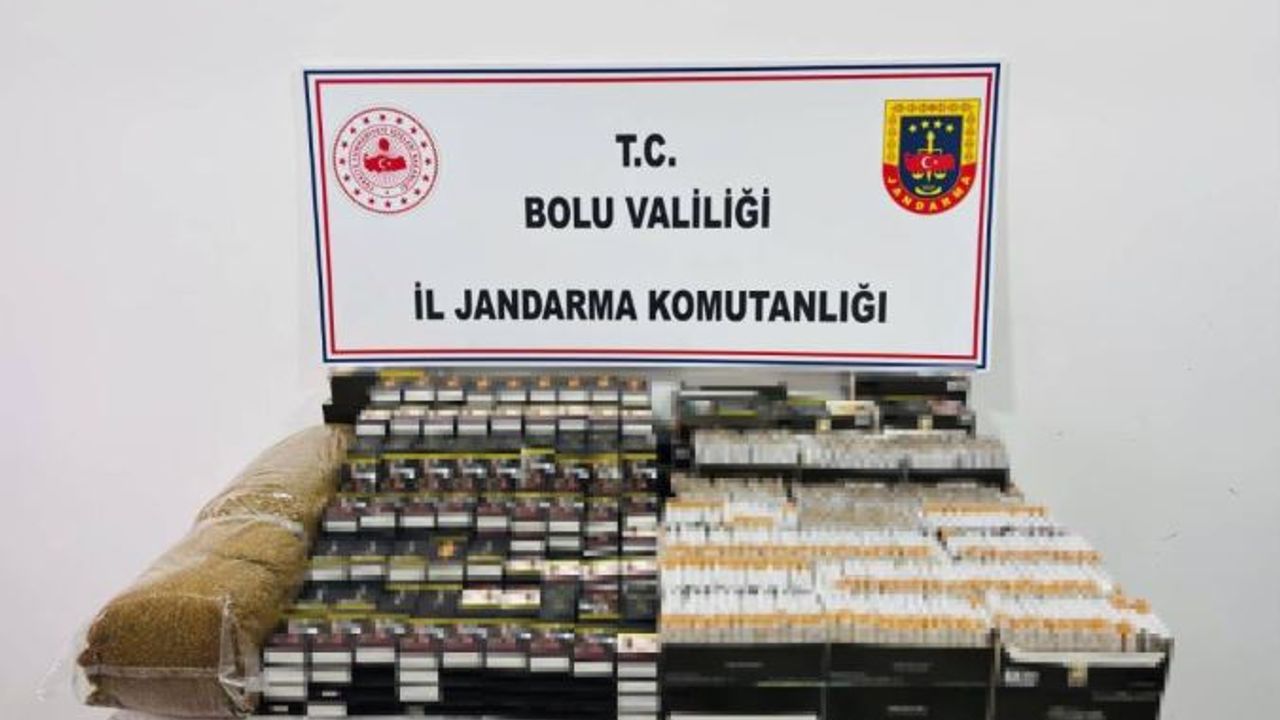 T.C.
BOLU VALİLİĞİ
İL JANDARMA KOMUTANLIĞI
JANDARMA